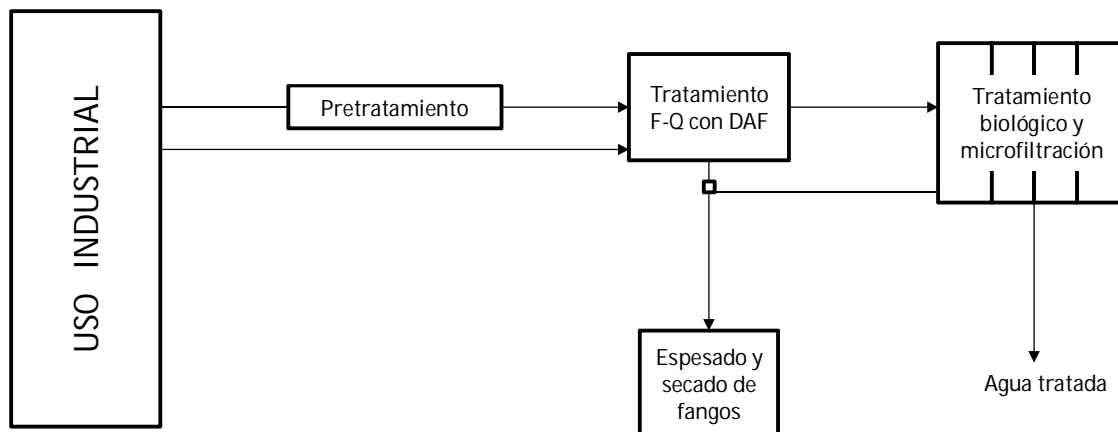 USO INDUSTRIAL
Pretratamiento
Tratamiento
F-Q con DAF
Tratamiento
biológico y
microfiltración
Espesado y
secado de
fangos
Agua tratada